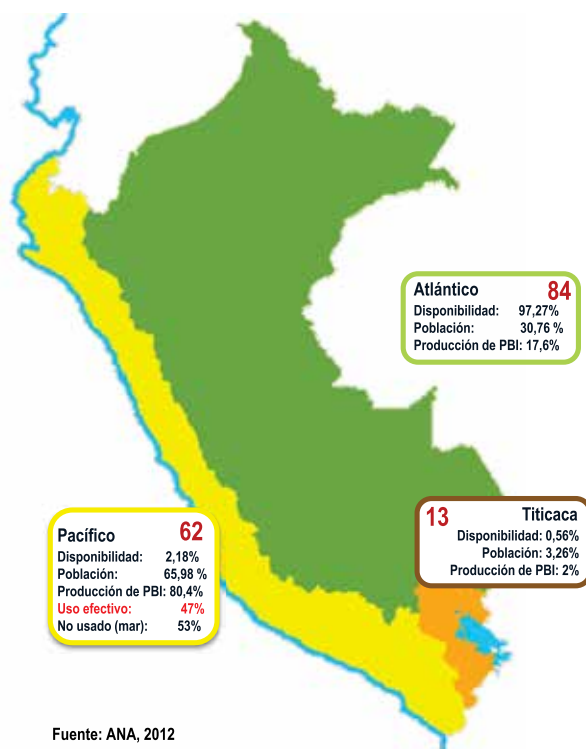 Atlántico 84
Disponibilidad: 97,27%
Población: 30,76 %
Producción de PBI: 17,6%
13 Titicaca
Disponibilidad: 0,56%
Población: 3,26%
Producción de PBI: 2%
Pacífico 62
Disponibilidad: 2,18%
Población: 65,98 %
Producción de PBI: 80,4%
Uso efectivo: 47%
No usado (mar): 53%
Fuente: ANA, 2012